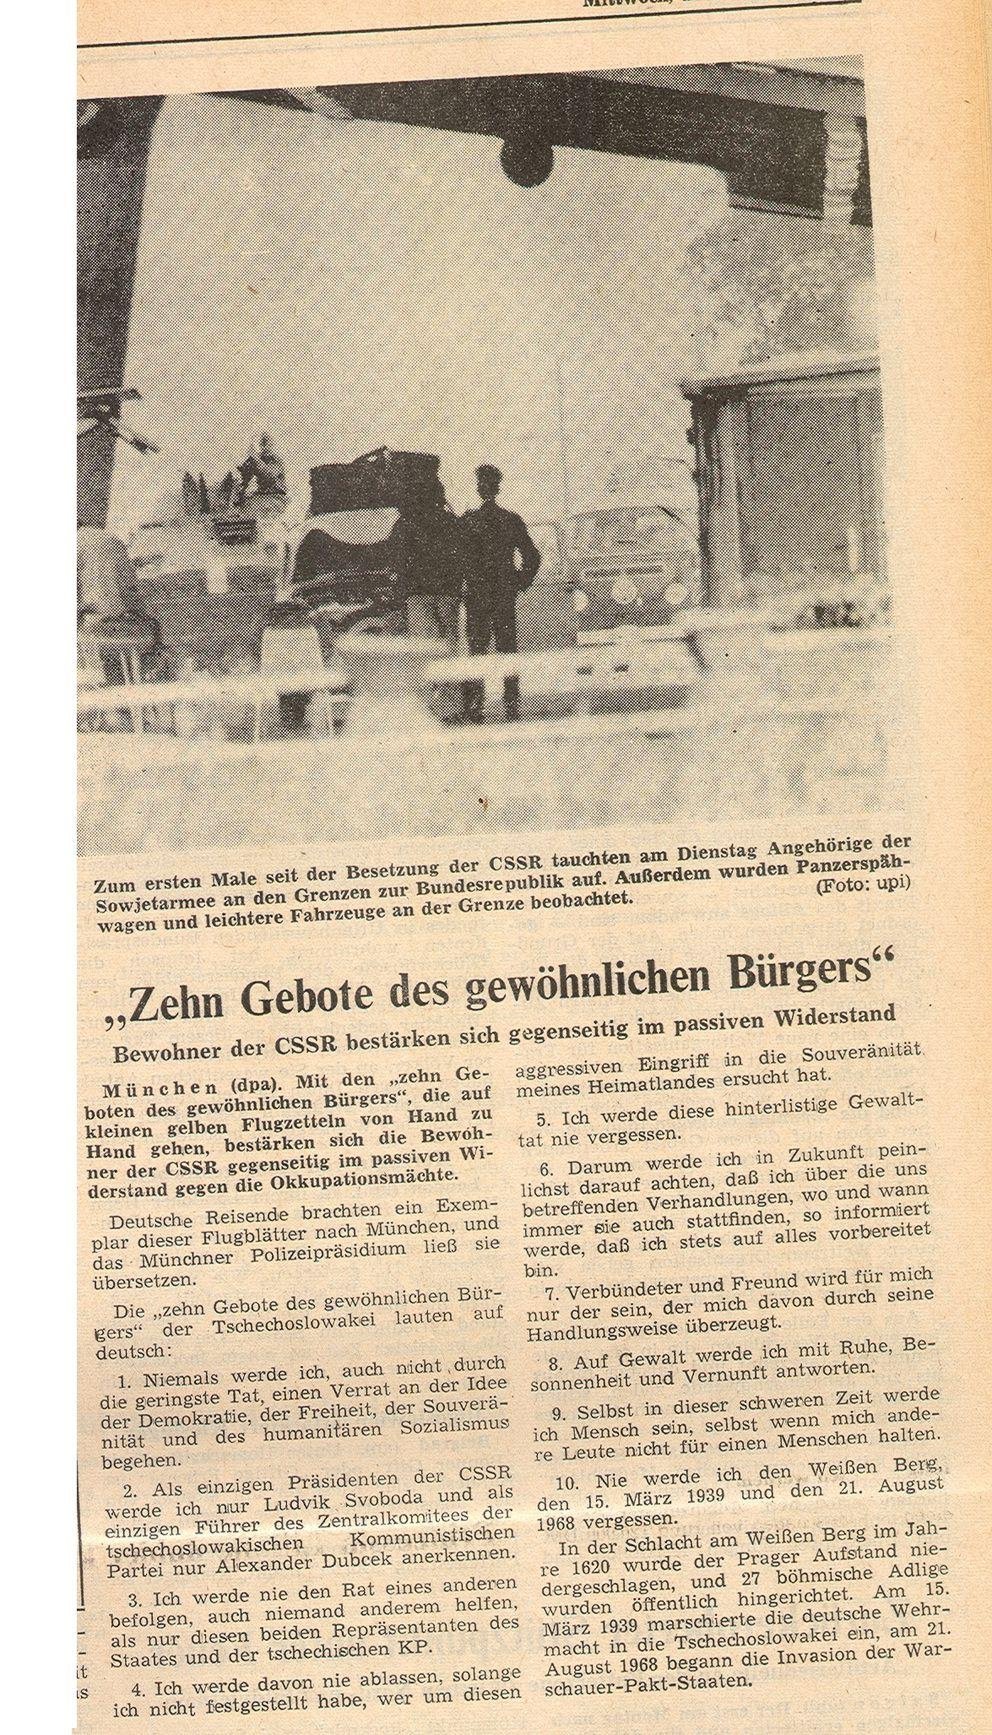 Mittwoch,
Zum ersten Male seit der Besetzung der CSSR tauchten am Dienstag Angehörige der
Sowjetarmee an den Grenzen zur Bundesrepublik auf. Außerdem wurden Panzerspäh-
wagen und leichtere Fahrzeuge an der Grenze beobachtet. (Foto: upi)
„Zehn Gebote des gewöhnlichen Bürgers“
Bewohner der CSSR bestärken sich gegenseitig im passiven Widerstand
München (dpa). Mit den „zehn Ge-
boten des gewöhnlichen Bürgers“, die auf
kleinen gelben Flugzetteln von Hand zu
Hand gehen, bestärken sich die Bewoh-
ner der CSSR gegenseitig im passiven Wi-
derstand gegen die Okkupationsmächte.
Deutsche Reisende brachten ein Exem-
plar dieser Flugblätter nach München, und
das Münchner Polizeipräsidium ließ sie
übersetzen.
Die „zehn Gebote des gewöhnlichen Bür-
gers“ der Tschechoslowakei lauten auf
deutsch:
1. Niemals werde ich, auch nicht durch
die geringste Tat, einen Verrat an der Idee
der Demokratie, der Freiheit, der Souverä-
nität und des humanitären Sozialismus
begehen.
2. Als einzigen Präsidenten der CSSR
werde ich nur Ludvik Svoboda und als
einzigen Führer des Zentralkomitees der
tschechoslowakischen Kommunistischen
Partei nur Alexander Dubcek anerkennen.
3. Ich werde nie den Rat eines anderen
befolgen, auch niemand anderem helfen,
als nur diesen beiden Repräsentanten des
Staates und der tschechischen KP.
4. Ich werde davon nie ablassen, solange
ich nicht festgestellt habe, wer um diesen
aggressiven Eingriff in die Souveränität
meines Heimatlandes ersucht hat.
5. Ich werde diese hinterlistige Gewalt-
tat nie vergessen.
6. Darum werde ich in Zukunft pein-
lichst darauf achten, daß ich über die uns
betreffenden Verhandlungen, wo und wann
immer sie auch stattfinden, so informiert
werde, daß ich stets auf alles vorbereitet
bin.
7. Verbündeter und Freund wird für mich
nur der sein, der mich davon durch seine
Handlungsweise überzeugt.
8. Auf Gewalt werde ich mit Ruhe, Be-
sonnenheit und Vernunft antworten.
9. Selbst in dieser schweren Zeit werde
ich Mensch sein, selbst wenn mich ande-
re Leute nicht für einen Menschen halten.
10. Nie werde ich den Weißen Berg,
den 15. März 1939 und den 21. August
1968 vergessen.
In der Schlacht am Weißen Berg im Jah-
re 1620 wurde der Prager Aufstand nie-
dergeschlagen, und 27 böhmische Adlige
wurden öffentlich hingerichtet. Am 15.
März 1939 marschierte die deutsche Wehr-
macht in die Tschechoslowakei ein, am 21.
August 1968 begann die Invasion der War-
schauer-Pakt-Staaten.